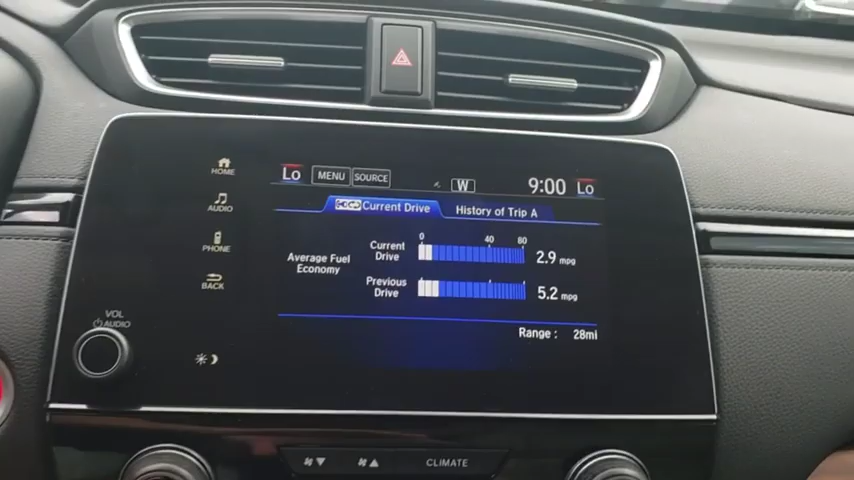 HOME
AUDIO
PHONE
BACK
VOL
AUDIO
Lo MENU SOURCE W 9:00 Lo
Current Drive History of Trip A
0 40 80
Average Fuel
Economy
Current
Drive
2.9 mpg
Previous
Drive
5.2 mpg
Range : 28mi
CLIMATE